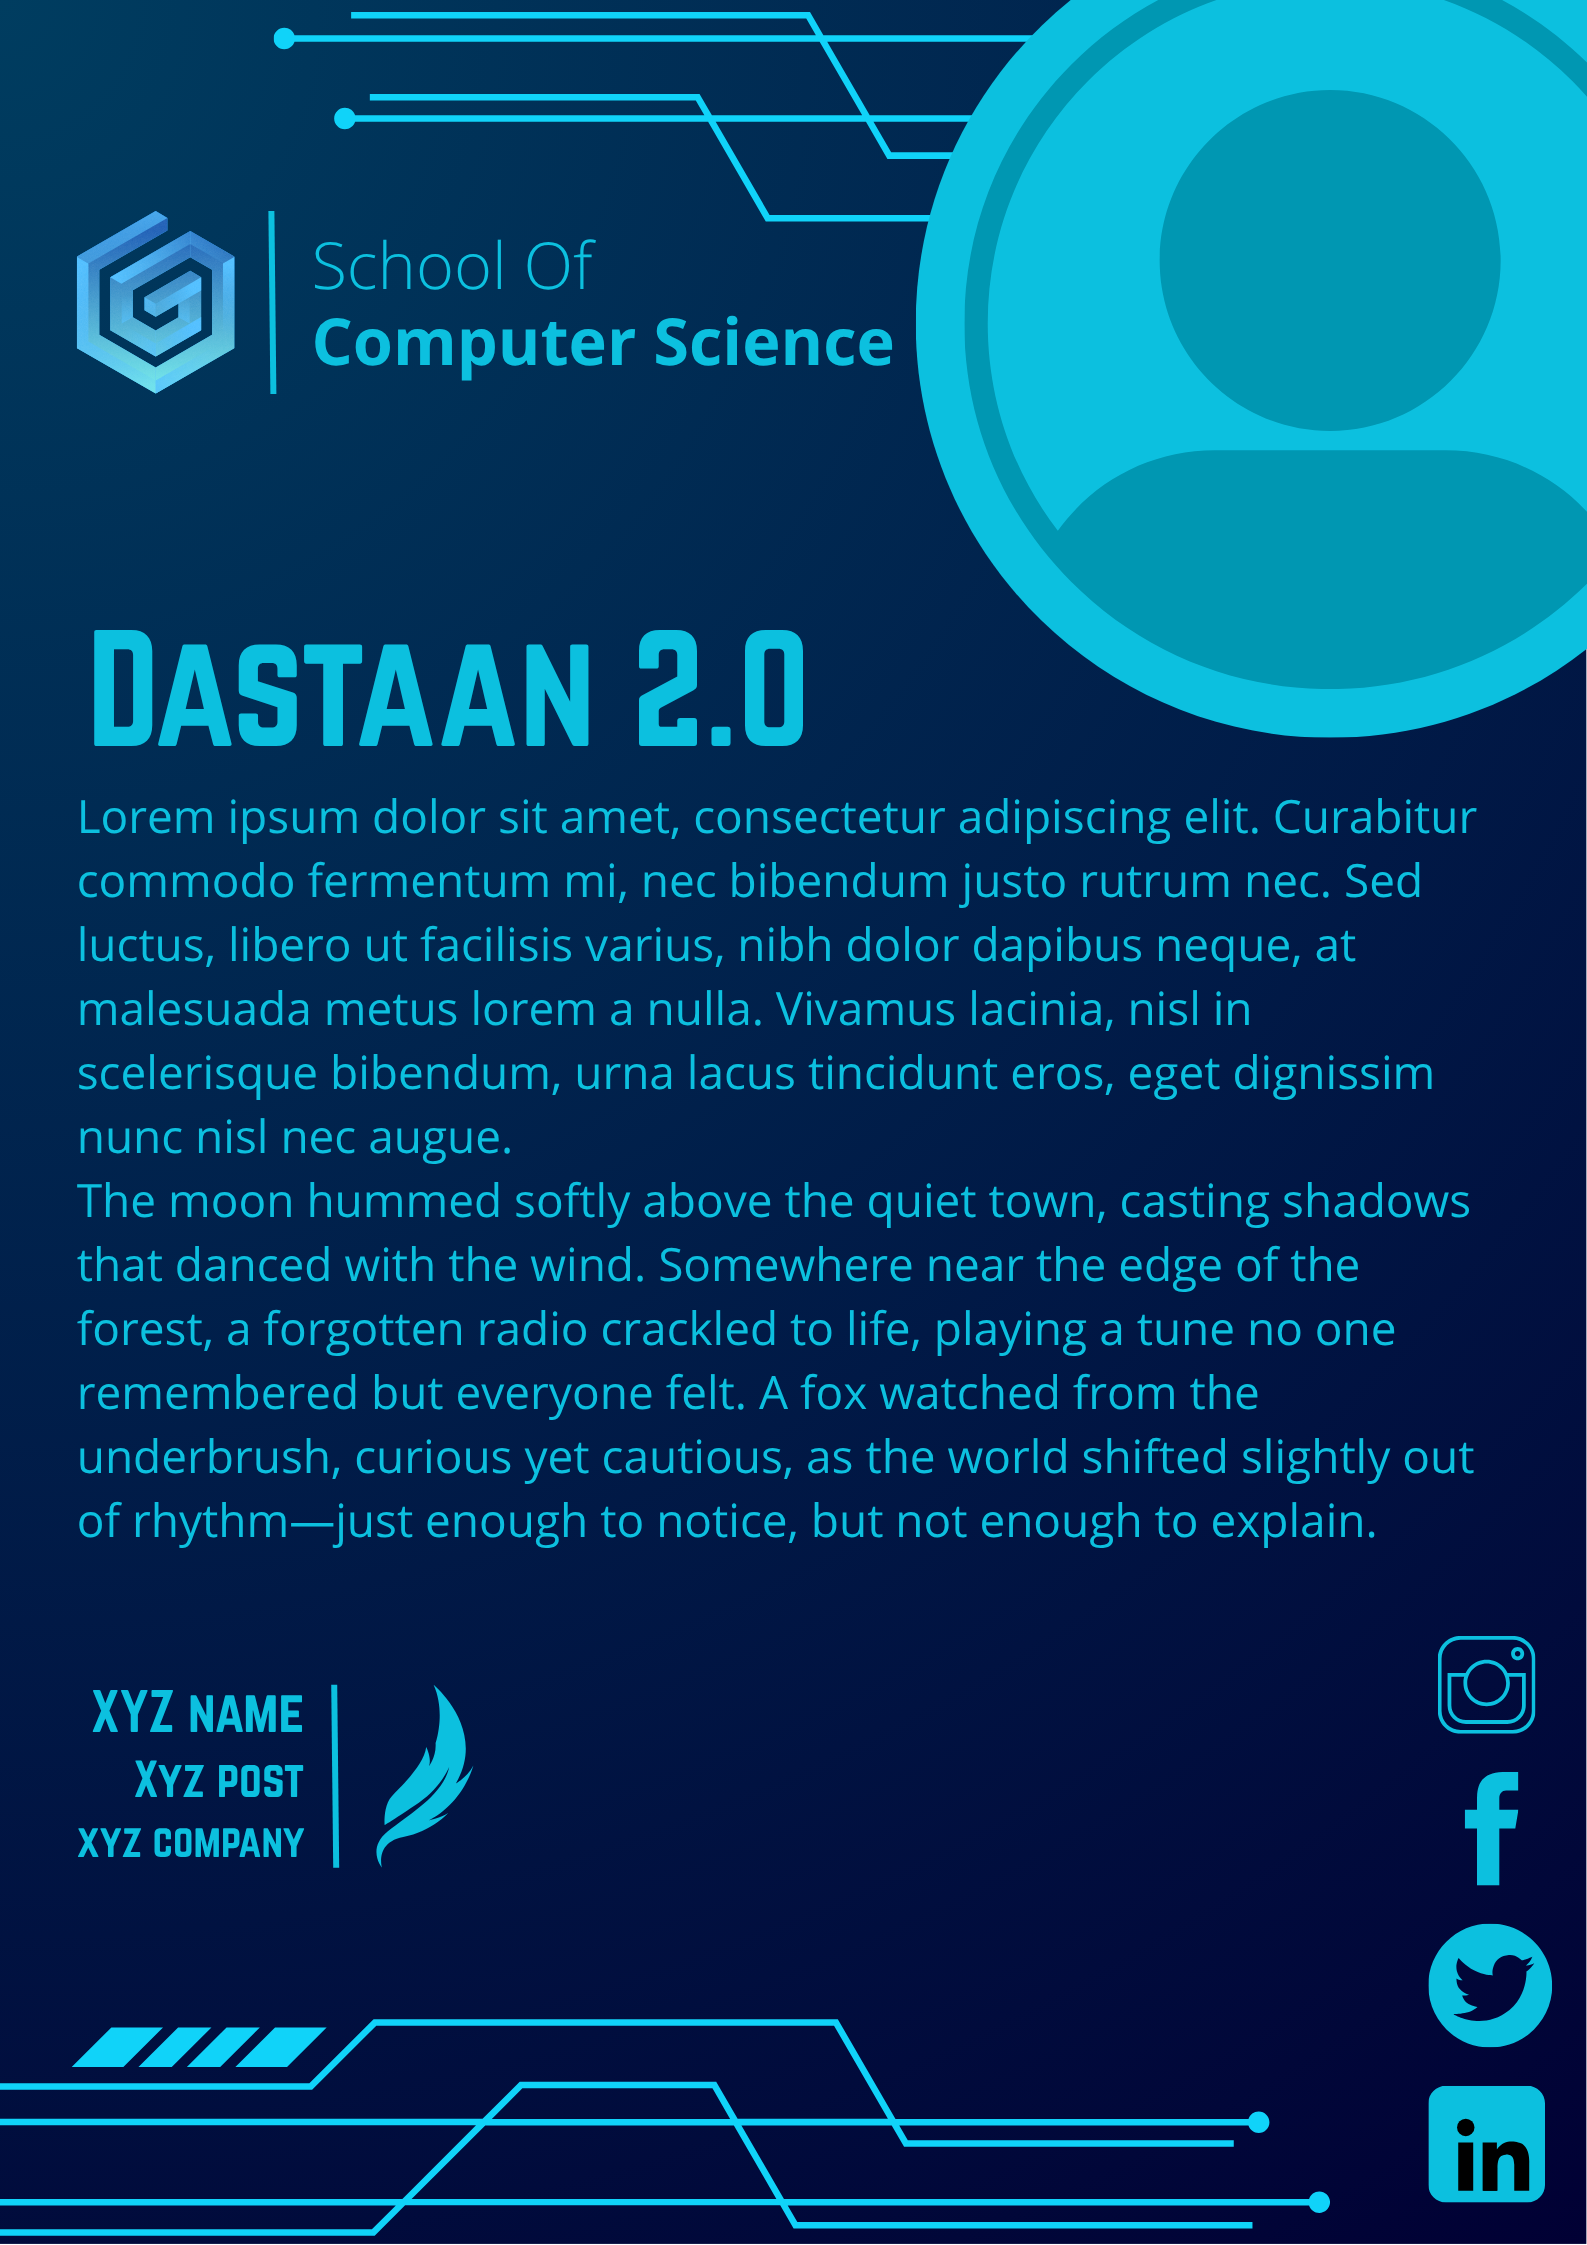 School Of
Computer Science
DASTAAN 2.0
Lorem ipsum dolor sit amet, consectetur adipiscing elit. Curabitur
commodo fermentum mi, nec bibendum justo rutrum nec. Sed
luctus, libero ut facilisis varius, nibh dolor dapibus neque, at
malesuada metus lorem a nulla. Vivamus lacinia, nisl in
scelerisque bibendum, urna lacus tincidunt eros, eget dignissim
nunc nisl nec augue.
The moon hummed softly above the quiet town, casting shadows
that danced with the wind. Somewhere near the edge of the
forest, a forgotten radio crackled to life, playing a tune no one
remembered but everyone felt. A fox watched from the
underbrush, curious yet cautious, as the world shifted slightly out
of rhythm—just enough to notice, but not enough to explain.
XYZ NAME
XYZ POST
XYZ COMPANY
in